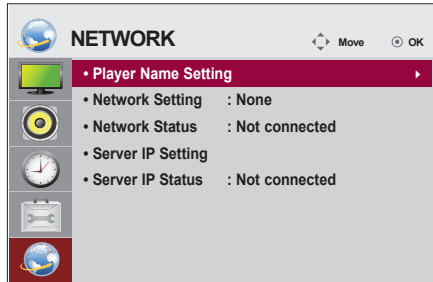 NETWORK
Move
OK
• Player Name Setting
• Network Setting : None
• Network Status : Not connected
• Server IP Setting
• Server IP Status : Not connected